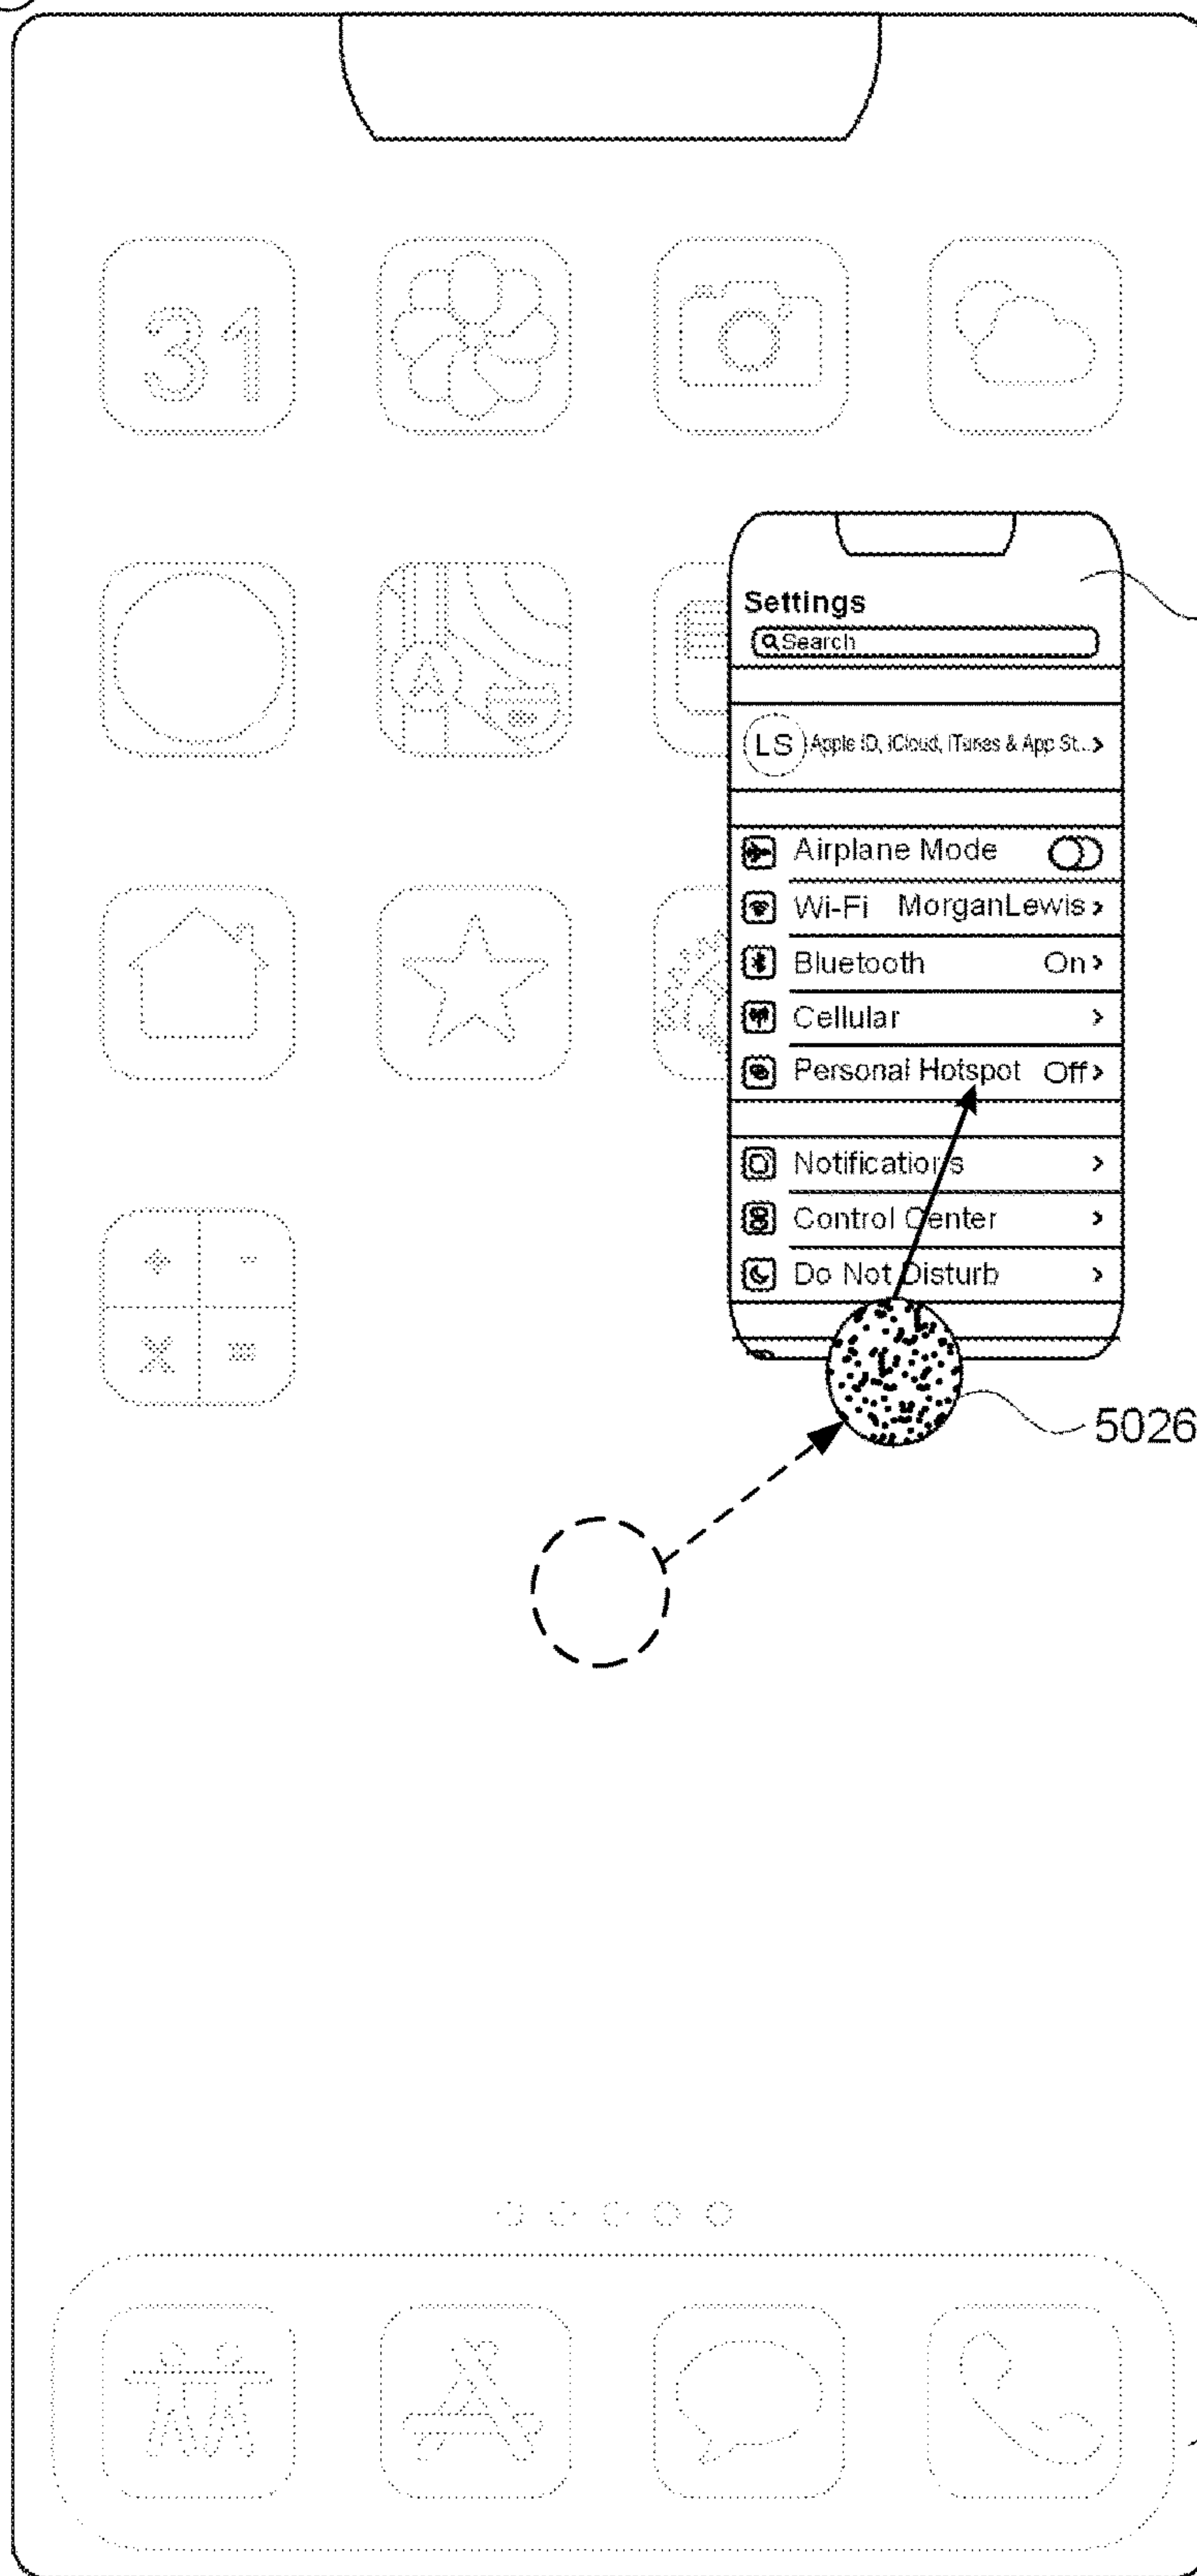 31
Settings
Search
LS Apple ID, iCloud, iTunes & App St...
Airplane Mode
Wi-Fi MorganLewis
Bluetooth On
Cellular
Personal Hotspot Off
Notifications
Control Center
Do Not Disturb
5026